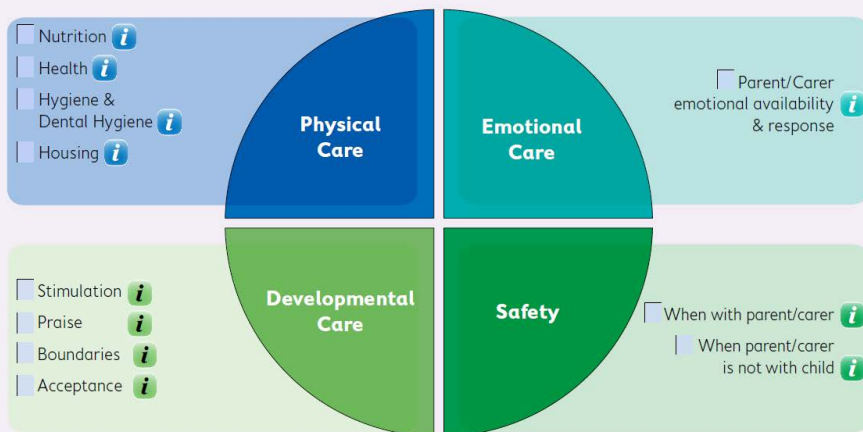 Nutrition i
Health i
Hygiene &
Dental Hygiene i
Housing i
Physical
Care
Emotional
Care
Parent/Carer
emotional availability i
& response
Stimulation i
Praise i
Boundaries i
Acceptance i
Developmental
Care
Safety
When with parent/carer i
When parent/carer
is not with child i